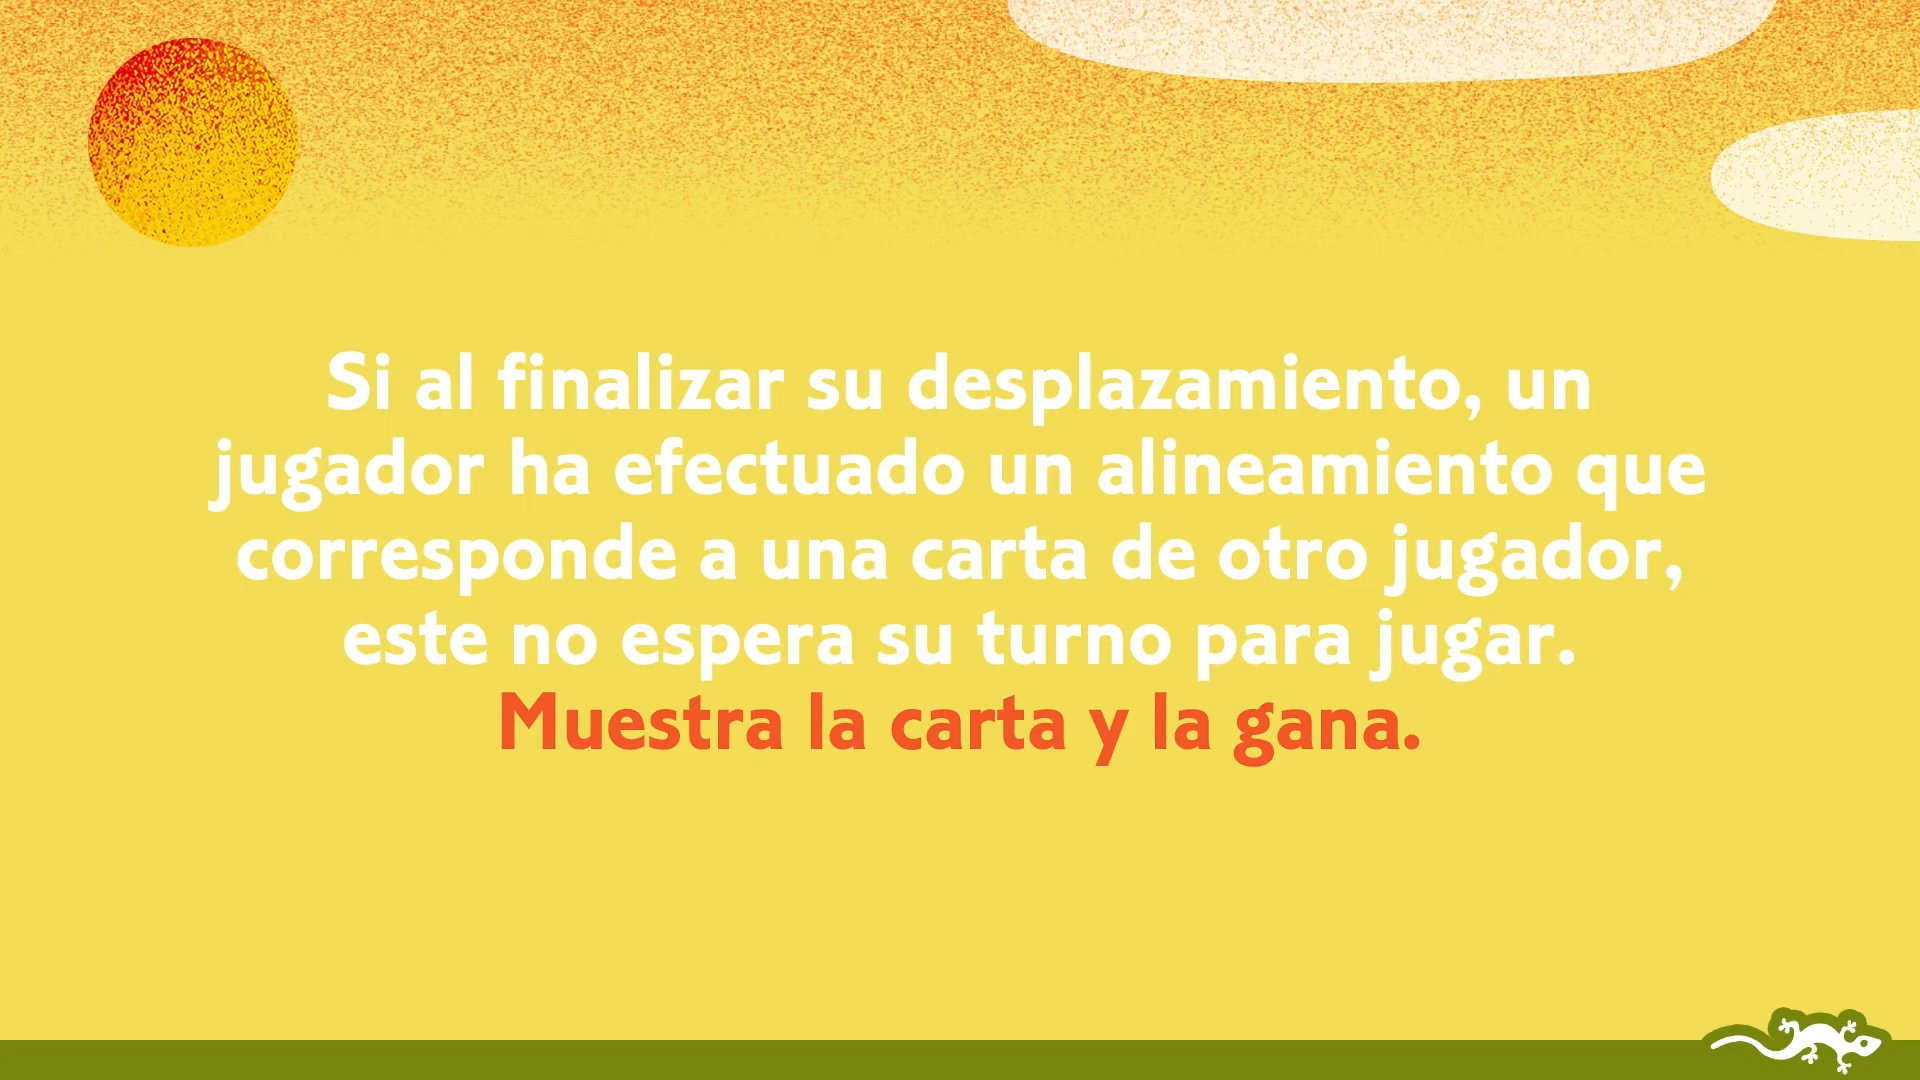 Si al finalizar su desplazamiento, un
jugador ha efectuado un alineamiento que
corresponde a una carta de otro jugador,
este no espera su turno para jugar.
Muestra la carta y la gana.